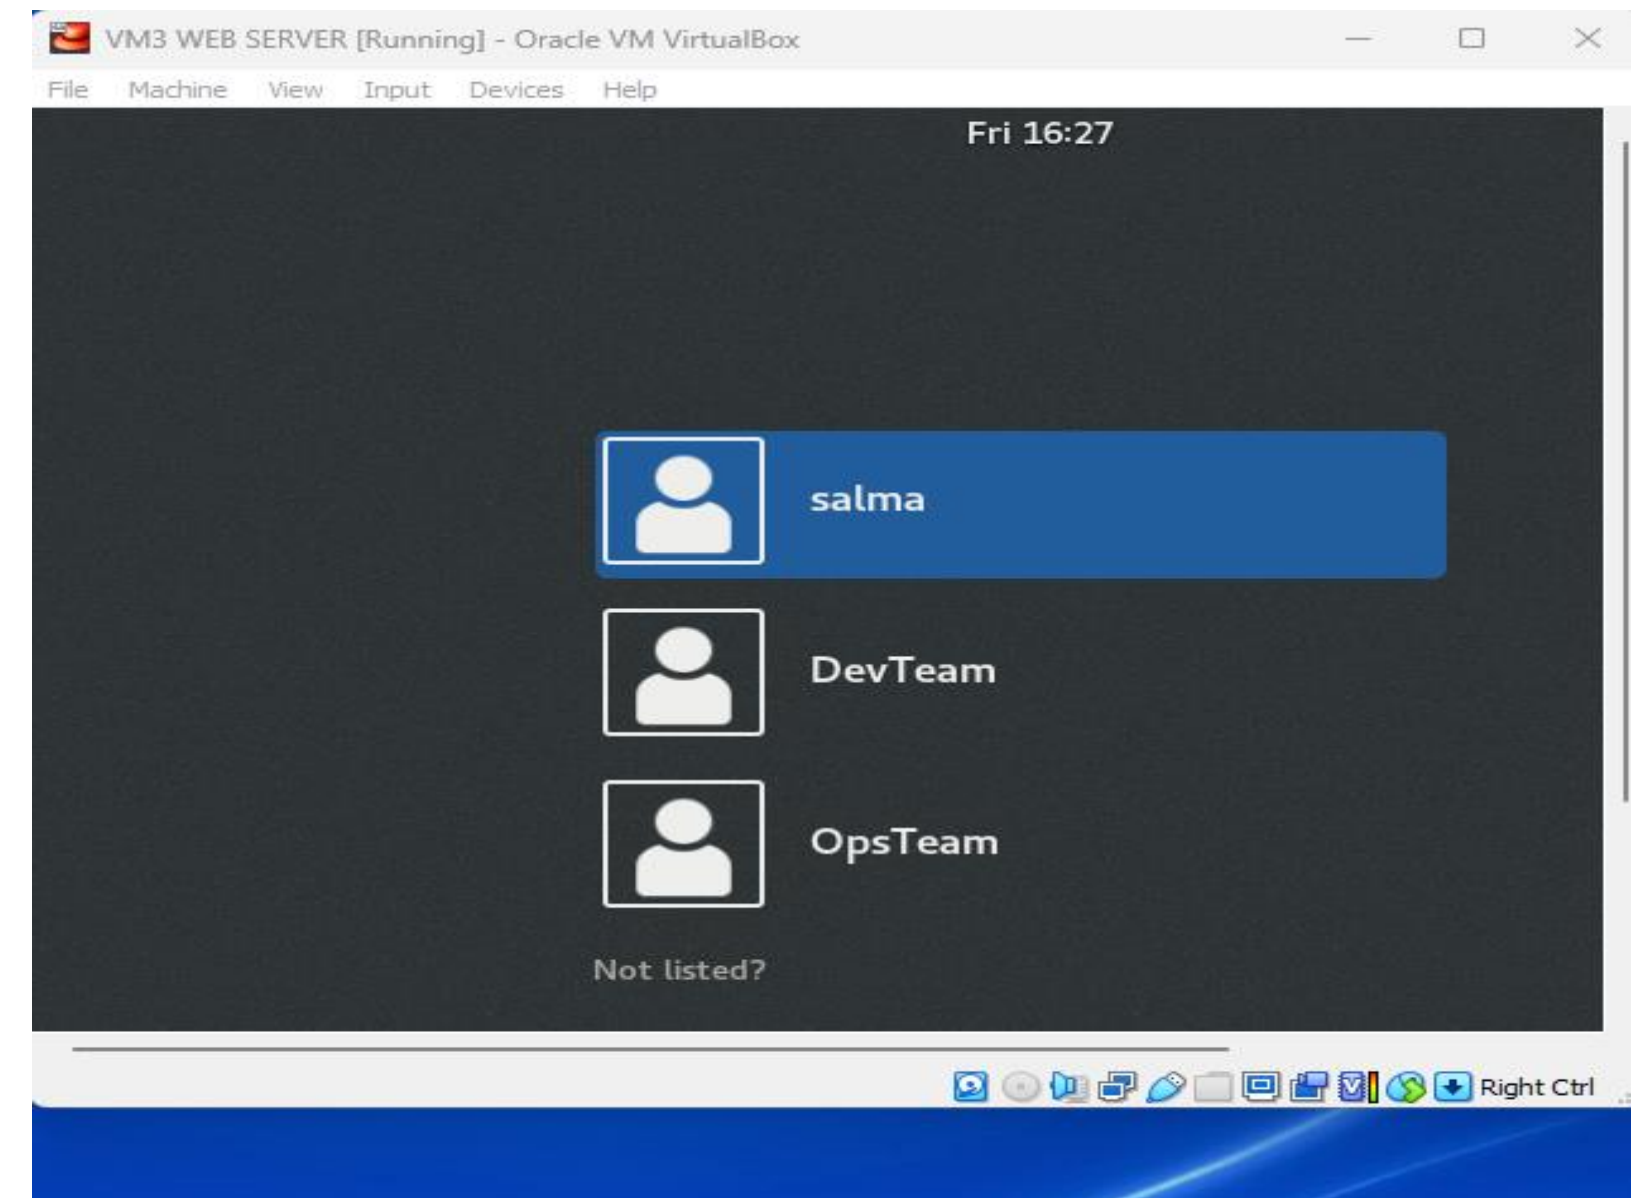 VM3 WEB SERVER [Running] - Oracle VM VirtualBox
File Machine View Input Devices Help
Fri 16:27
salma
DevTeam
OpsTeam
Not listed?
Right Ctrl